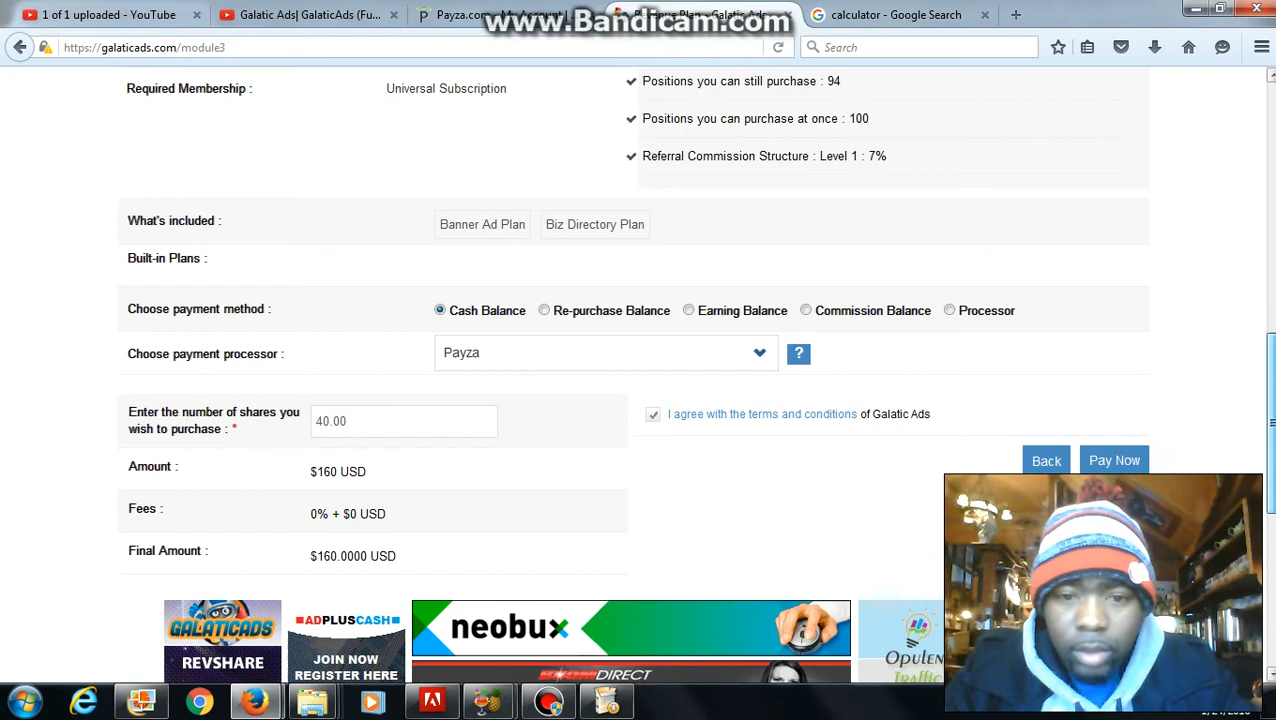 1 of 1 uploaded - YouTube
Galatic Ads| GalaticAds (Fu...
Payza.com
calculator - Google Search
www.Bandicam.com
https://galaticads.com/module3
Search
Required Membership :
Universal Subscription
Positions you can still purchase : 94
Positions you can purchase at once : 100
Referral Commission Structure : Level 1 : 7%
What's included :
Banner Ad Plan
Biz Directory Plan
Built-in Plans :
Choose payment method :
Cash Balance
Re-purchase Balance
Earning Balance
Commission Balance
Processor
Choose payment processor :
Payza
?
Enter the number of shares you
wish to purchase : *
40.00
I agree with the terms and conditions of Galatic Ads
Amount :
$160 USD
Back
Pay Now
Fees :
0% + $0 USD
Final Amount :
$160.0000 USD
GALATICADS
REVSHARE
ADPLUSCASH
JOIN NOW
REGISTER HERE
neobux
DIRECT